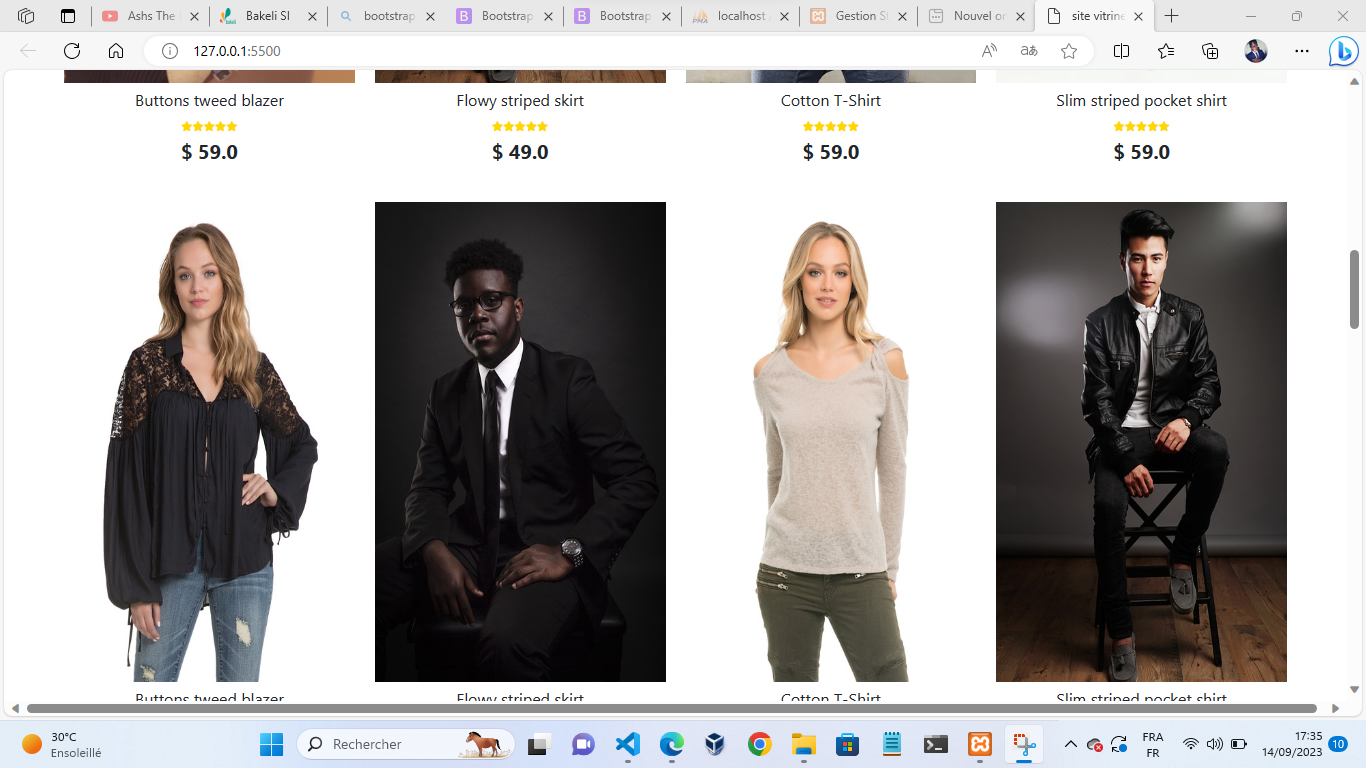 Ashs The
Bakeli SI
bootstrap
Bootstrap
Bootstrap
localhost
Gestion S
Nouvel or
site vitrine
127.0.0.1:5500
Buttons tweed blazer
Flowy striped skirt
Cotton T-Shirt
Slim striped pocket shirt
$ 59.0
$ 49.0
$ 59.0
$ 59.0
Buttons tweed blazer
Flowy striped skirt
Cotton T-Shirt
Slim striped pocket shirt
30°C
Ensoleillé
Rechercher
FRA
FR
17:35
14/09/2023
10